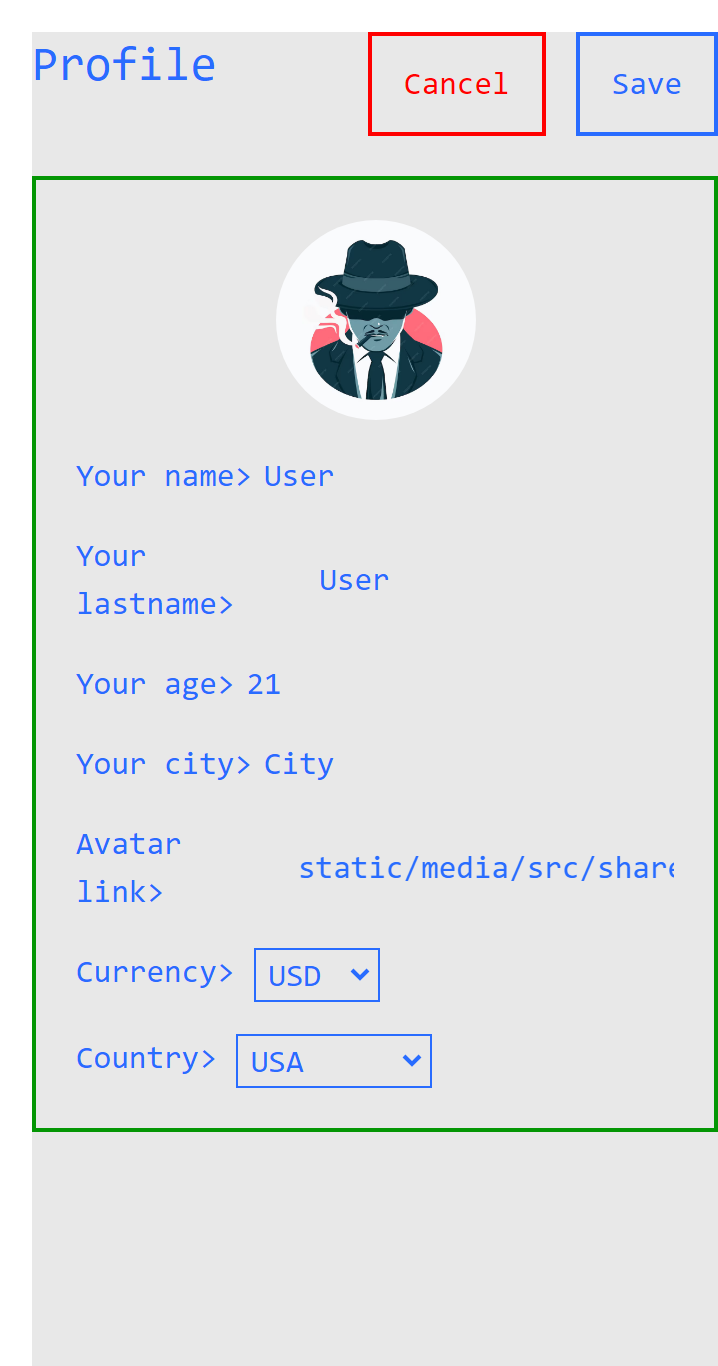 Profile
Cancel
Save
Your name> User
Your
lastname>
User
Your age> 21
Your city> City
Avatar
link>
static/media/src/share
Currency> USD
Country> USA